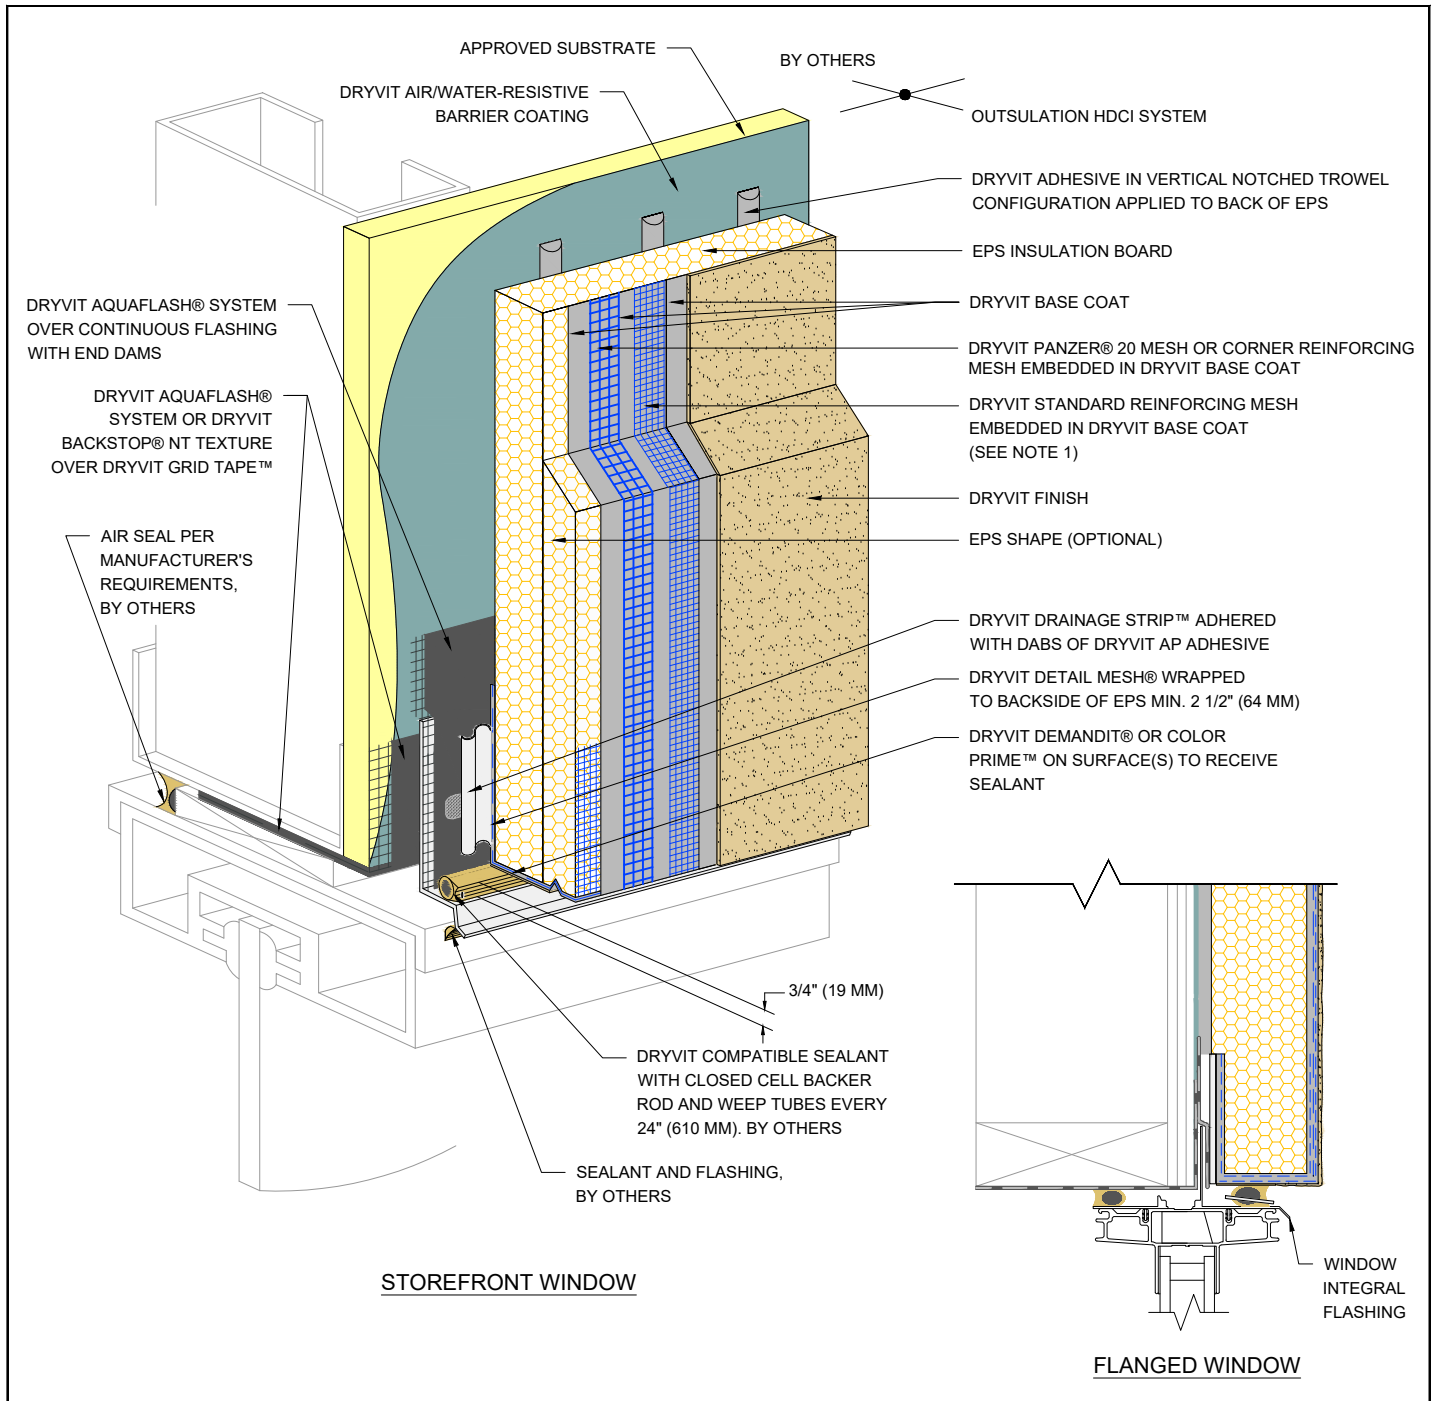 APPROVED SUBSTRATE
BY OTHERS
DRYVIT AIR/WATER-RESISTIVE
BARRIER COATING
OUTSULATION HDCI SYSTEM
DRYVIT ADHESIVE IN VERTICAL NOTCHED TROWEL
CONFIGURATION APPLIED TO BACK OF EPS
EPS INSULATION BOARD
DRYVIT AQUAFLASH® SYSTEM
OVER CONTINUOUS FLASHING
WITH END DAMS
DRYVIT BASE COAT
DRYVIT PANZER® 20 MESH OR CORNER REINFORCING
MESH EMBEDDED IN DRYVIT BASE COAT
DRYVIT AQUAFLASH®
SYSTEM OR DRYVIT
BACKSTOP® NT TEXTURE
OVER DRYVIT GRID TAPE™
DRYVIT STANDARD REINFORCING MESH
EMBEDDED IN DRYVIT BASE COAT
(SEE NOTE 1)
DRYVIT FINISH
AIR SEAL PER
MANUFACTURER'S
REQUIREMENTS,
BY OTHERS
EPS SHAPE (OPTIONAL)
DRYVIT DRAINAGE STRIP™ ADHERED
WITH DABS OF DRYVIT AP ADHESIVE
DRYVIT DETAIL MESH® WRAPPED
TO BACKSIDE OF EPS MIN. 2 1/2" (64 MM)
DRYVIT DEMANDIT® OR COLOR
PRIME™ ON SURFACE(S) TO RECEIVE
SEALANT
3/4" (19 MM)
DRYVIT COMPATIBLE SEALANT
WITH CLOSED CELL BACKER
ROD AND WEEP TUBES EVERY
24" (610 MM). BY OTHERS
SEALANT AND FLASHING,
BY OTHERS
STOREFRONT WINDOW
WINDOW
INTEGRAL
FLASHING
FLANGED WINDOW